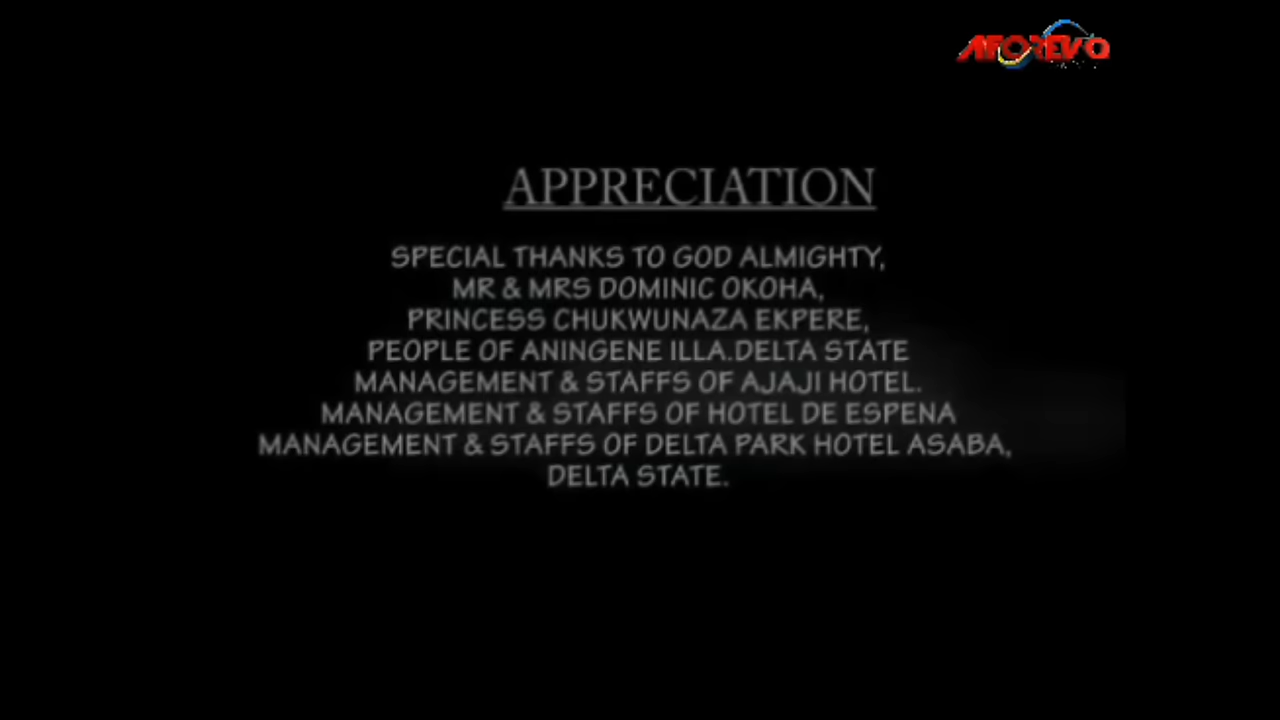 AFOREVO
APPRECIATION
SPECIAL THANKS TO GOD ALMIGHTY,
MR & MRS DOMINIC OKOHA,
PRINCESS CHUKWUNAZA EKPERE,
PEOPLE OF ANINGENE ILLA.DELTA STATE
MANAGEMENT & STAFFS OF AJAJI HOTEL.
MANAGEMENT & STAFFS OF HOTEL DE ESPENA
MANAGEMENT & STAFFS OF DELTA PARK HOTEL ASABA,
DELTA STATE.